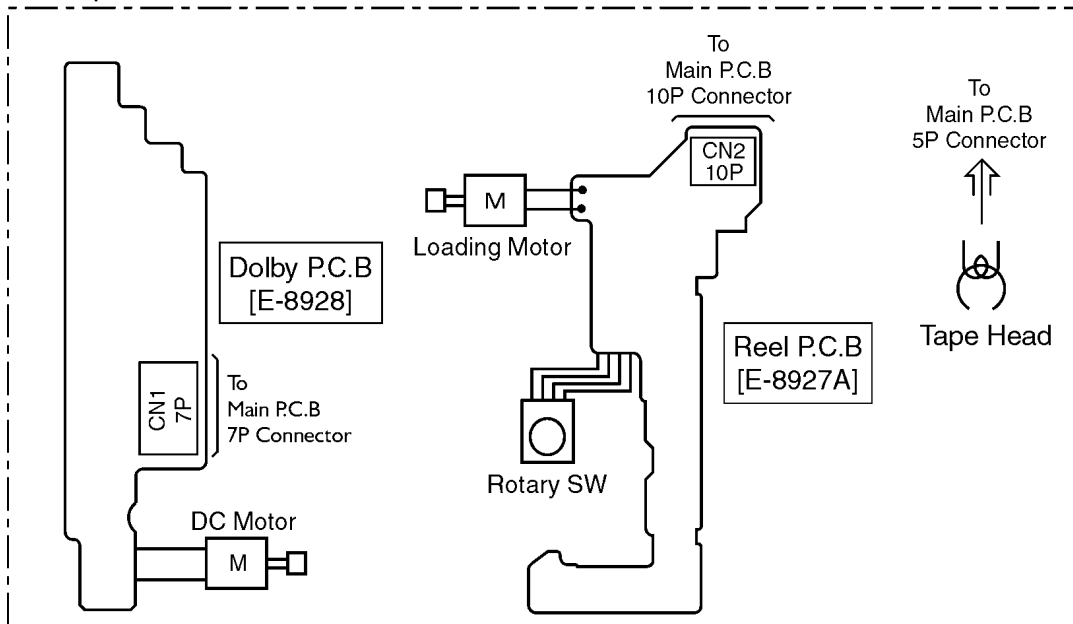 To
Main P.C.B
10P Connector
CN2
10P
M
Loading Motor
To
Main P.C.B
5P Connector
Tape Head
Dolby P.C.B
[E-8928]
CN1
7P
To
Main P.C.B
7P Connector
DC Motor
M
Reel P.C.B
[E-8927A]
Rotary SW